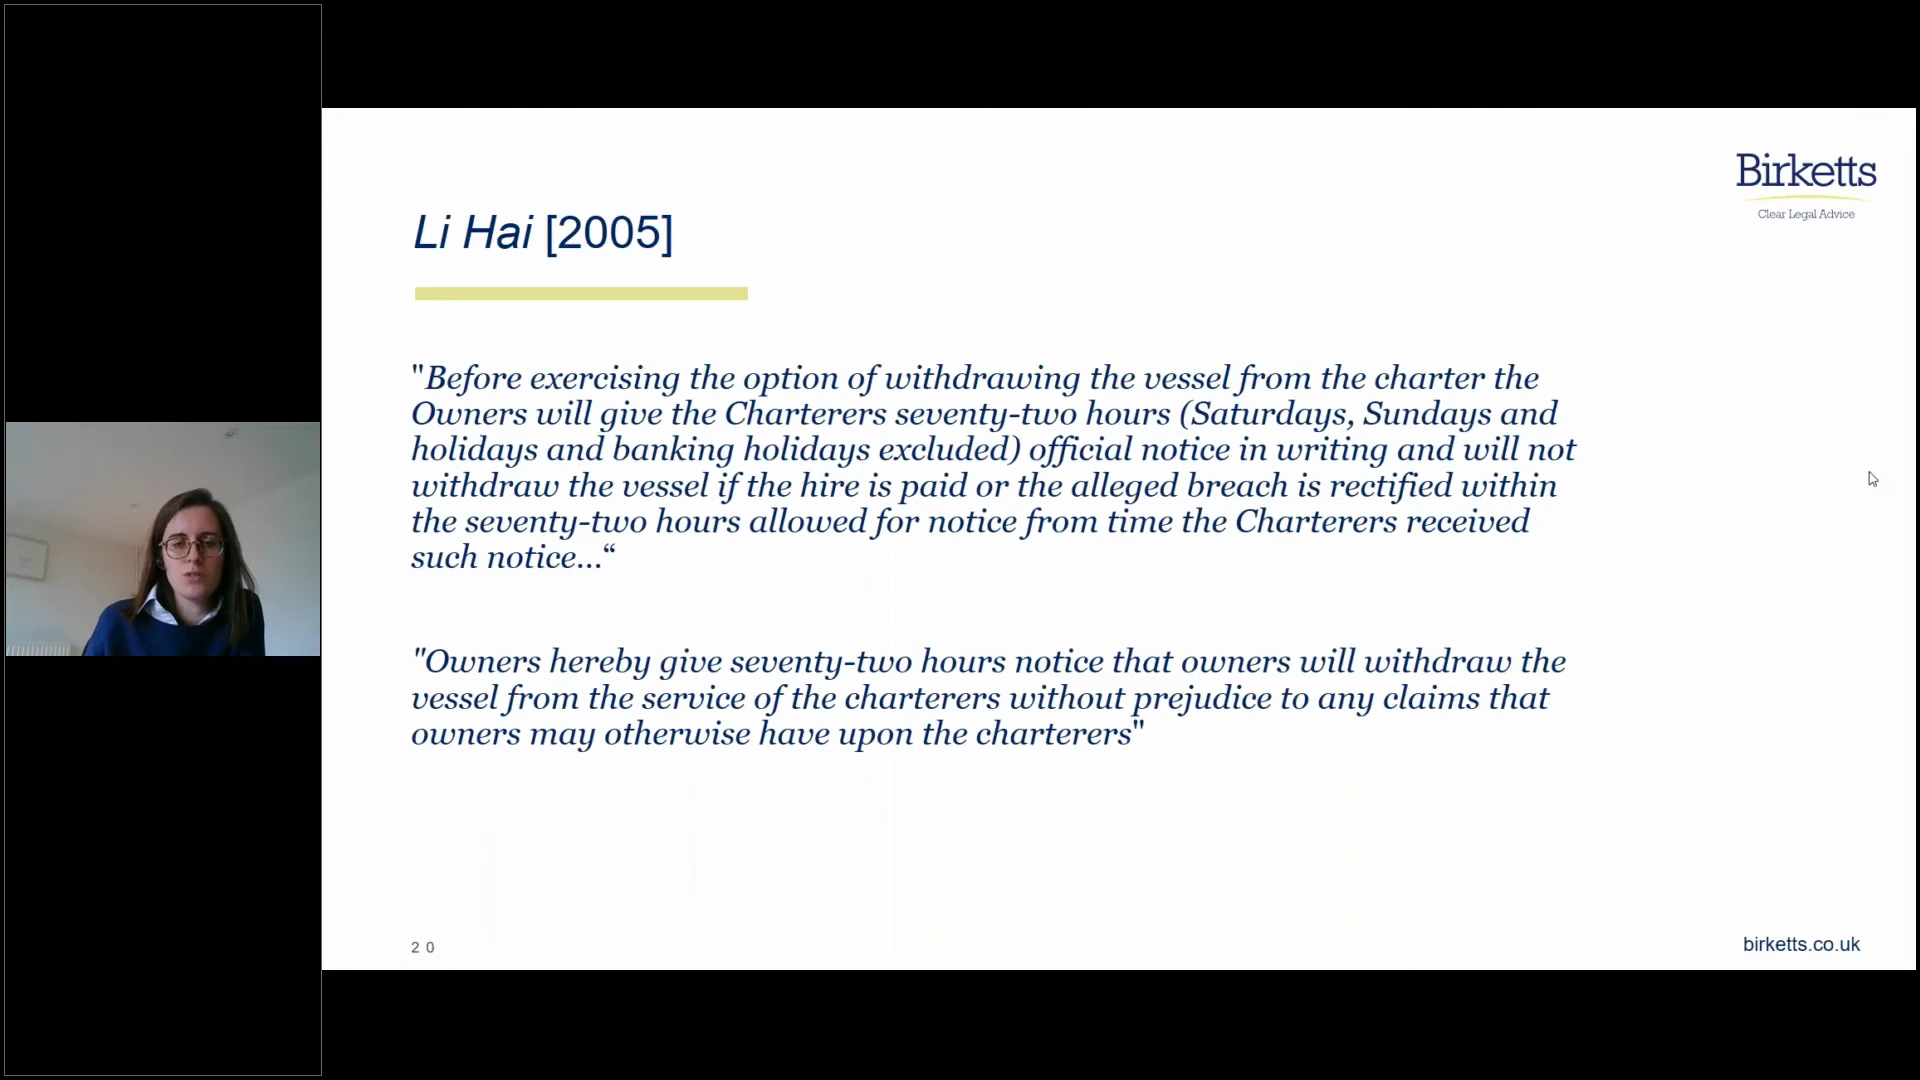 Birketts
Clear Legal Advice
Li Hai [2005]
"Before exercising the option of withdrawing the vessel from the charter the
Owners will give the Charterers seventy-two hours (Saturdays, Sundays and
holidays and banking holidays excluded) official notice in writing and will not
withdraw the vessel if the hire is paid or the alleged breach is rectified within
the seventy-two hours allowed for notice from time the Charterers received
such notice...“
"Owners hereby give seventy-two hours notice that owners will withdraw the
vessel from the service of the charterers without prejudice to any claims that
owners may otherwise have upon the charterers"
20
birketts.co.uk